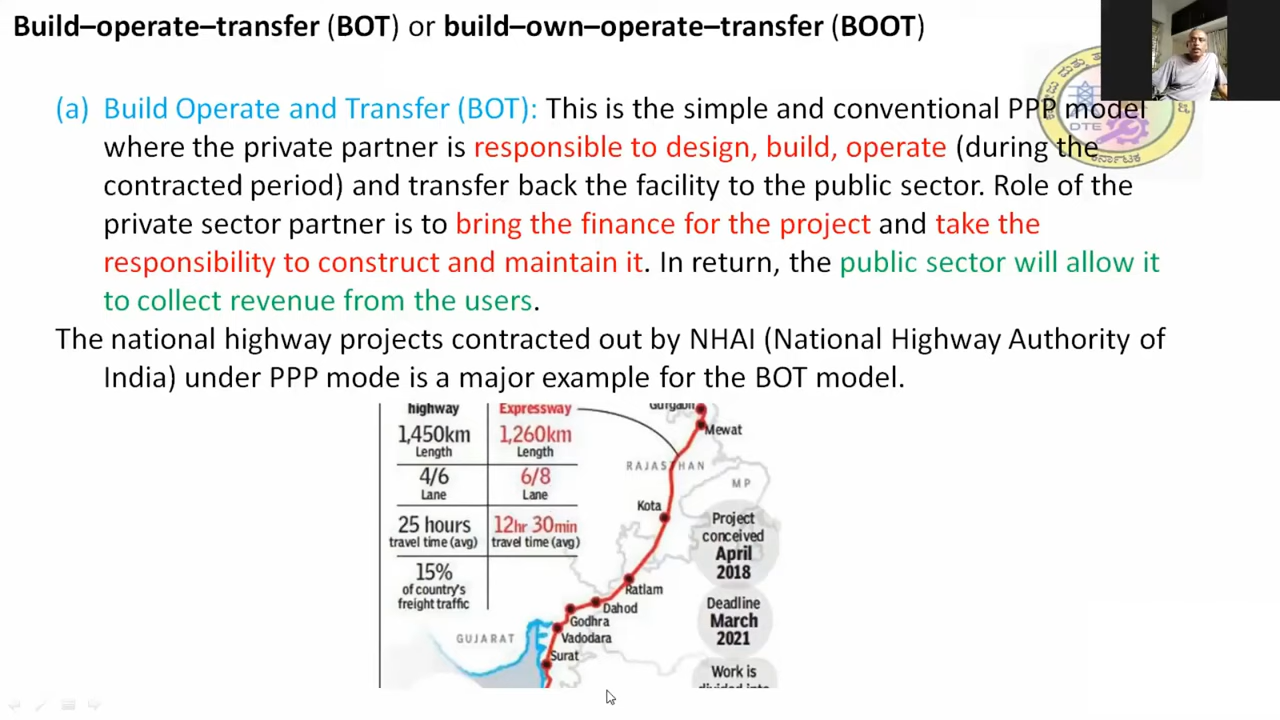 Build–operate–transfer (BOT) or build–own–operate–transfer (BOOT)
(a) Build Operate and Transfer (BOT): This is the simple and conventional PPP model
where the private partner is responsible to design, build, operate (during the
contracted period) and transfer back the facility to the public sector. Role of the
private sector partner is to bring the finance for the project and take the
responsibility to construct and maintain it. In return, the public sector will allow it
to collect revenue from the users.
The national highway projects contracted out by NHAI (National Highway Authority of
India) under PPP mode is a major example for the BOT model.
highway
1,450km
Length
4/6
Lane
25 hours
travel time (avg)
15%
of country's
freight traffic
Expressway
1,260km
Length
6/8
Lane
12hr 30min
travel time (avg)
Gurgaon
Mewat
RAJASTHAN
MP
Kota
Ratlam
Dahod
Godhra
Vadodara
GUJARAT
Surat
Project
conceived
April
2018
Deadline
March
2021
Work is
divided into
DTE
ಕರ್ನಾಟಕ